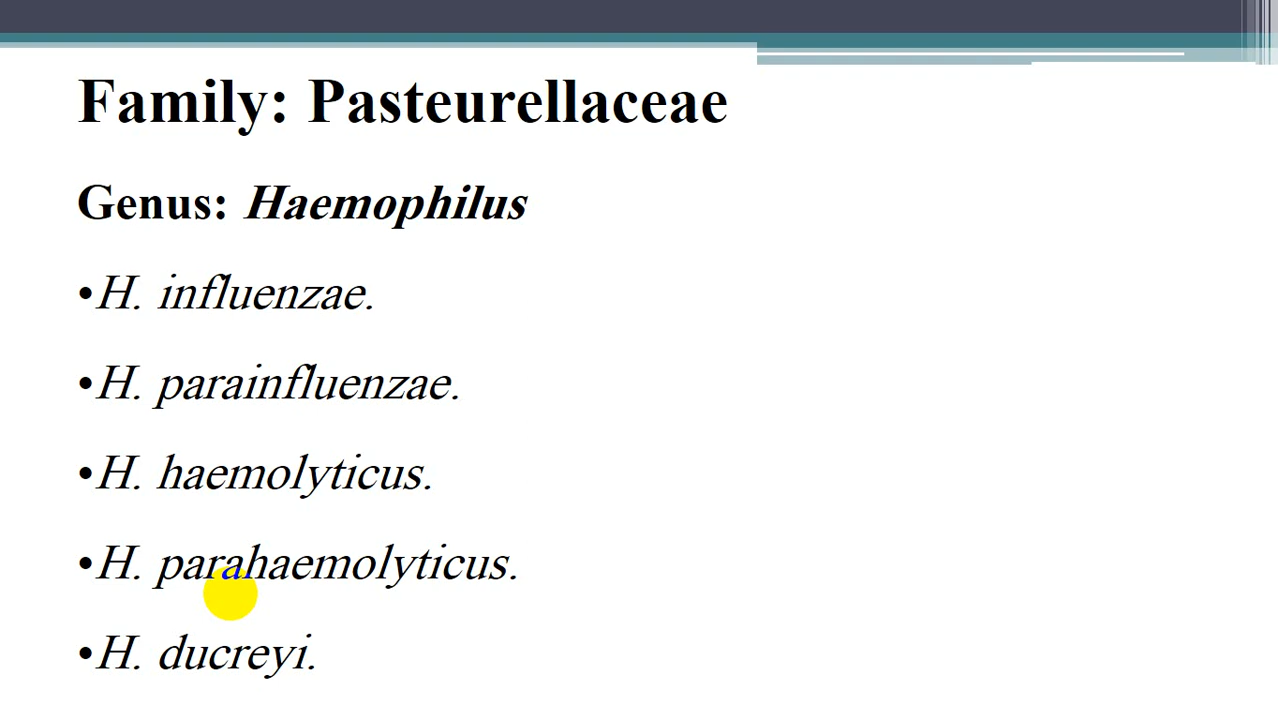 Family: Pasteurellaceae
Genus: Haemophilus
•H. influenzae.
•H. parainfluenzae.
•H. haemolyticus.
•H. parahaemolyticus.
•H. ducreyi.